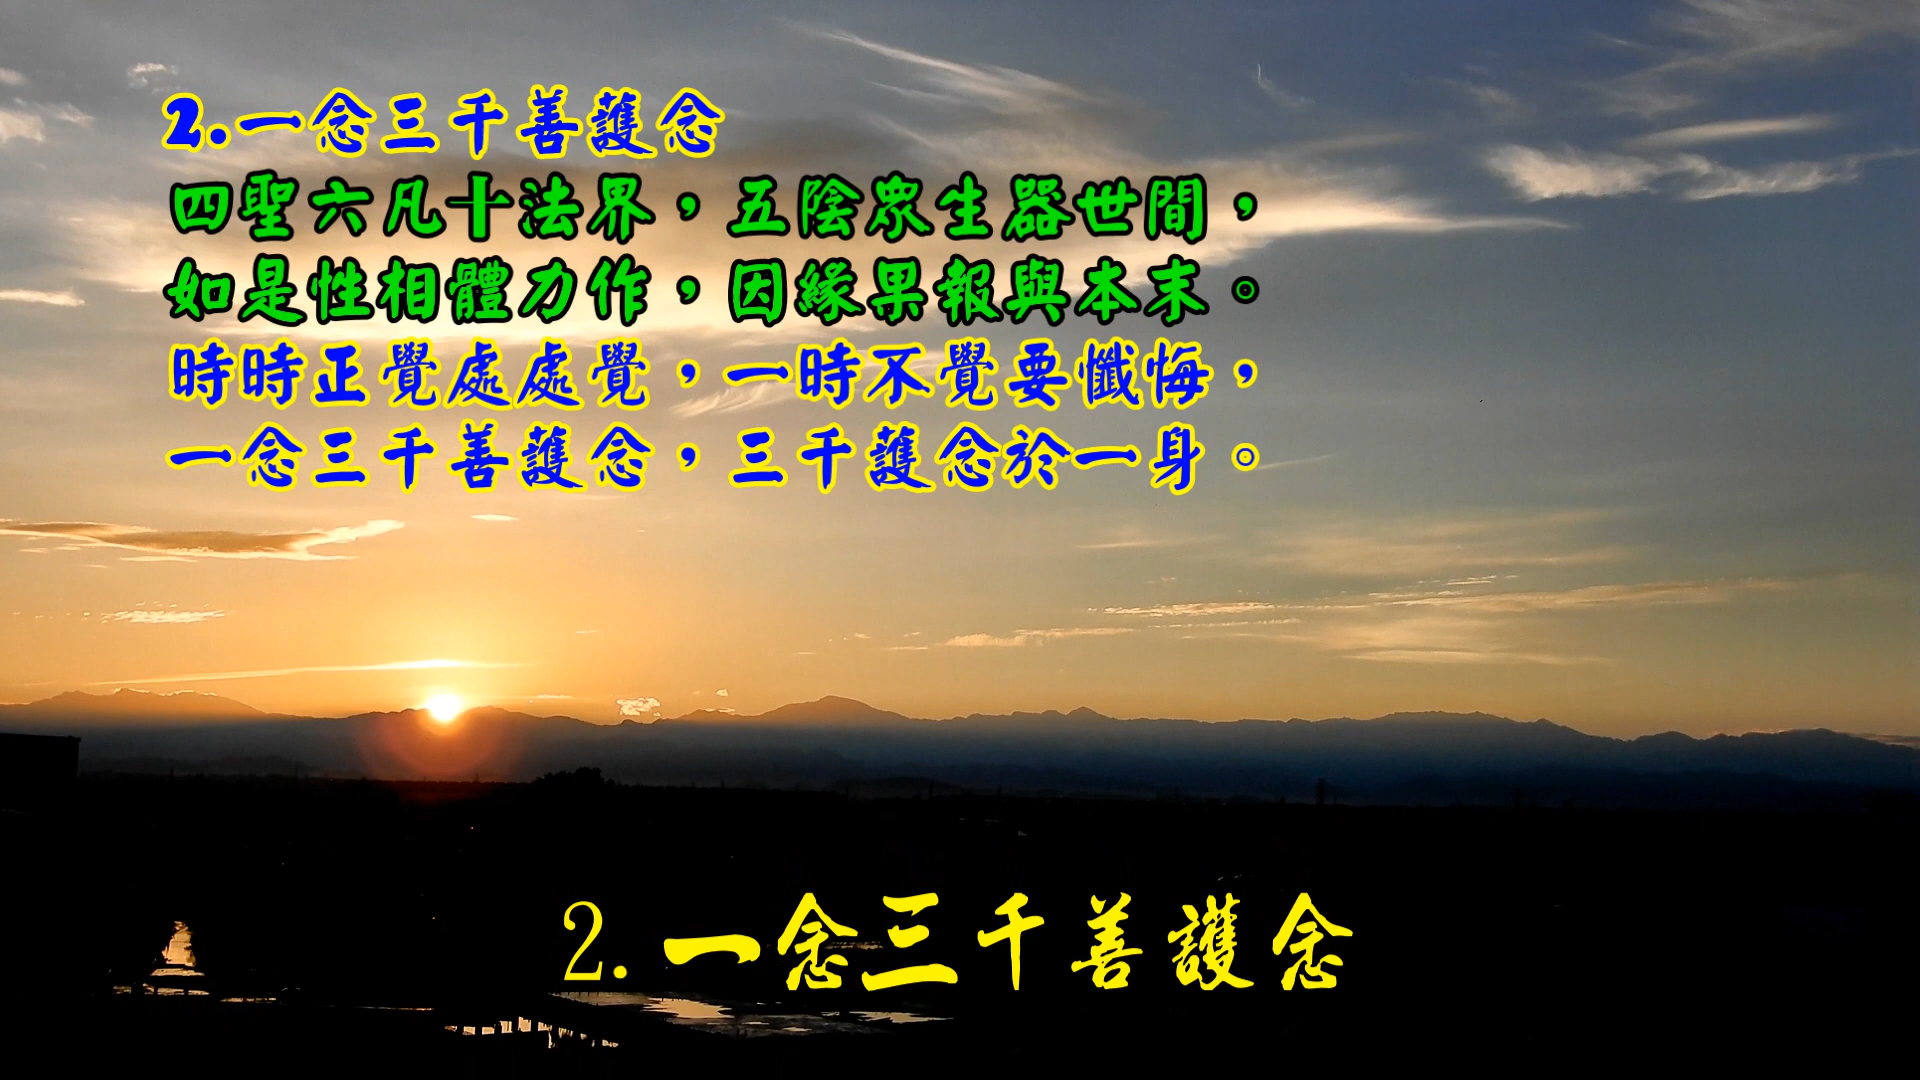 2.一念三千善護念
四聖六凡十法界，五陰眾生器世間，
如是性相體力作，因緣果報與本末。
時時正覺處處覺，一時不覺要懺悔，
一念三千善護念，三千護念於一身。
2.一念三千善護念